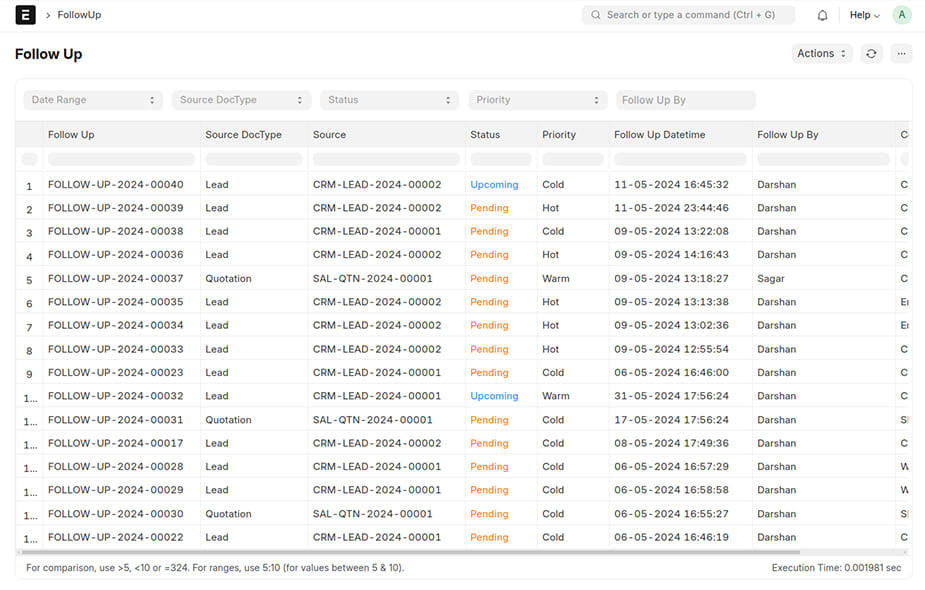 E > FollowUp Search or type a command (Ctrl + G) Help A
Follow Up Actions ...
Date Range Source DocType Status Priority Follow Up By
Follow Up Source DocType Source Status Priority Follow Up Datetime Follow Up By
1 FOLLOW-UP-2024-00040 Lead CRM-LEAD-2024-00002 Upcoming Cold 11-05-2024 16:45:32 Darshan
2 FOLLOW-UP-2024-00039 Lead CRM-LEAD-2024-00002 Pending Hot 11-05-2024 23:44:46 Darshan
3 FOLLOW-UP-2024-00038 Lead CRM-LEAD-2024-00001 Pending Cold 09-05-2024 13:22:08 Darshan
4 FOLLOW-UP-2024-00036 Lead CRM-LEAD-2024-00002 Pending Hot 09-05-2024 14:16:43 Darshan
5 FOLLOW-UP-2024-00037 Quotation SAL-QTN-2024-00001 Pending Warm 09-05-2024 13:18:27 Sagar
6 FOLLOW-UP-2024-00035 Lead CRM-LEAD-2024-00002 Pending Hot 09-05-2024 13:13:38 Darshan
7 FOLLOW-UP-2024-00034 Lead CRM-LEAD-2024-00002 Pending Hot 09-05-2024 13:02:36 Darshan
8 FOLLOW-UP-2024-00033 Lead CRM-LEAD-2024-00002 Pending Hot 09-05-2024 12:55:54 Darshan
9 FOLLOW-UP-2024-00023 Lead CRM-LEAD-2024-00001 Pending Cold 06-05-2024 16:46:00 Darshan
1... FOLLOW-UP-2024-00032 Lead CRM-LEAD-2024-00001 Upcoming Warm 31-05-2024 17:56:24 Darshan
1... FOLLOW-UP-2024-00031 Quotation SAL-QTN-2024-00001 Pending Cold 17-05-2024 17:56:24 Darshan
1... FOLLOW-UP-2024-00017 Lead CRM-LEAD-2024-00002 Pending Cold 08-05-2024 17:49:36 Darshan
1... FOLLOW-UP-2024-00028 Lead CRM-LEAD-2024-00001 Pending Cold 06-05-2024 16:57:29 Darshan
1... FOLLOW-UP-2024-00029 Lead CRM-LEAD-2024-00001 Pending Cold 06-05-2024 16:58:58 Darshan
1... FOLLOW-UP-2024-00030 Quotation SAL-QTN-2024-00001 Pending Cold 06-05-2024 16:55:27 Darshan
1... FOLLOW-UP-2024-00022 Lead CRM-LEAD-2024-00001 Pending Cold 06-05-2024 16:46:19 Darshan
For comparison, use >5, <10 or =324. For ranges, use 5:10 (for values between 5 & 10). Execution Time: 0.001981 sec